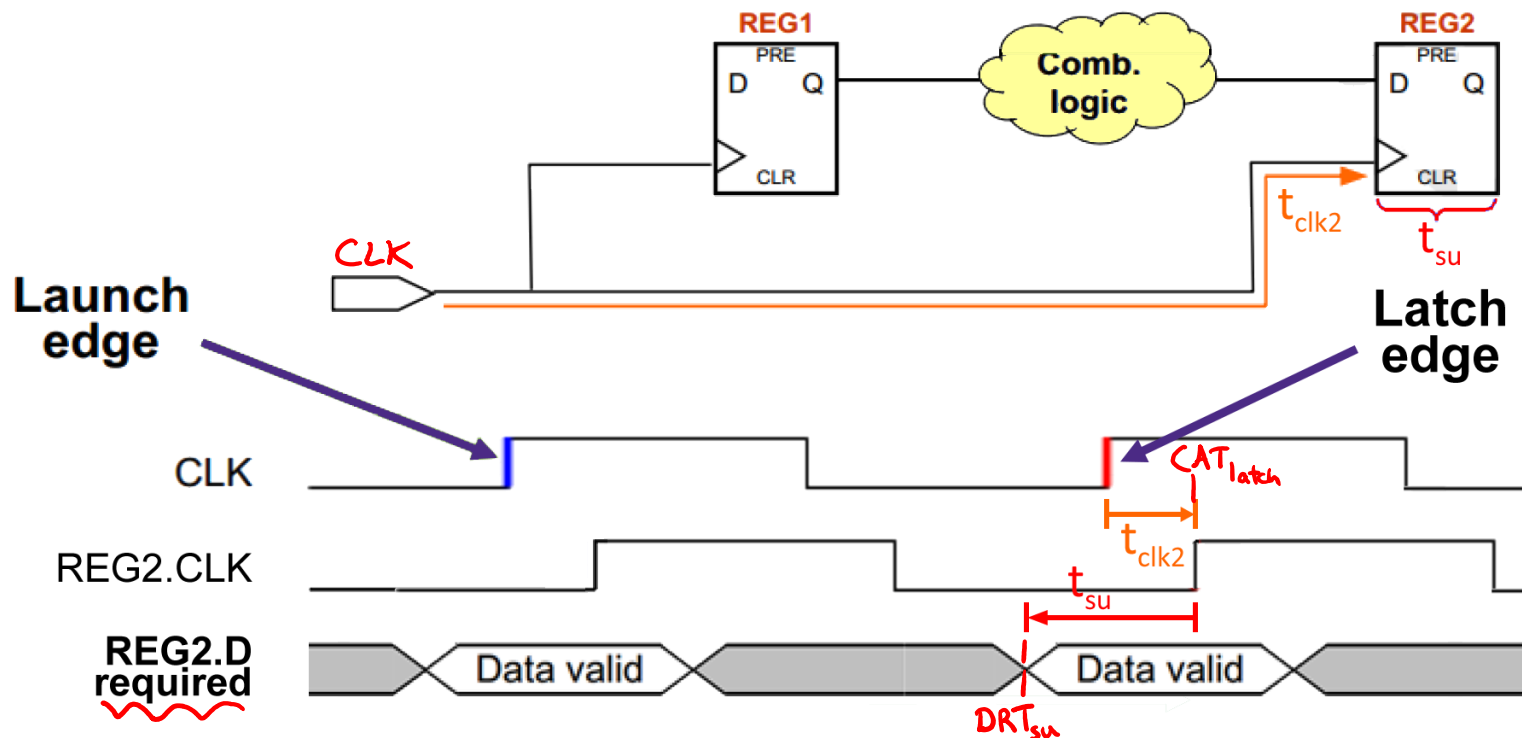 REG1
PRE
D Q
CLR
Comb.
logic
REG2
PRE
D Q
CLR
t_clk2
t_su
CLK
Launch
edge
Latch
edge
CLK
CAT_latch
t_clk2
REG2.CLK
t_su
REG2.D
required
Data valid
Data valid
DRT_su